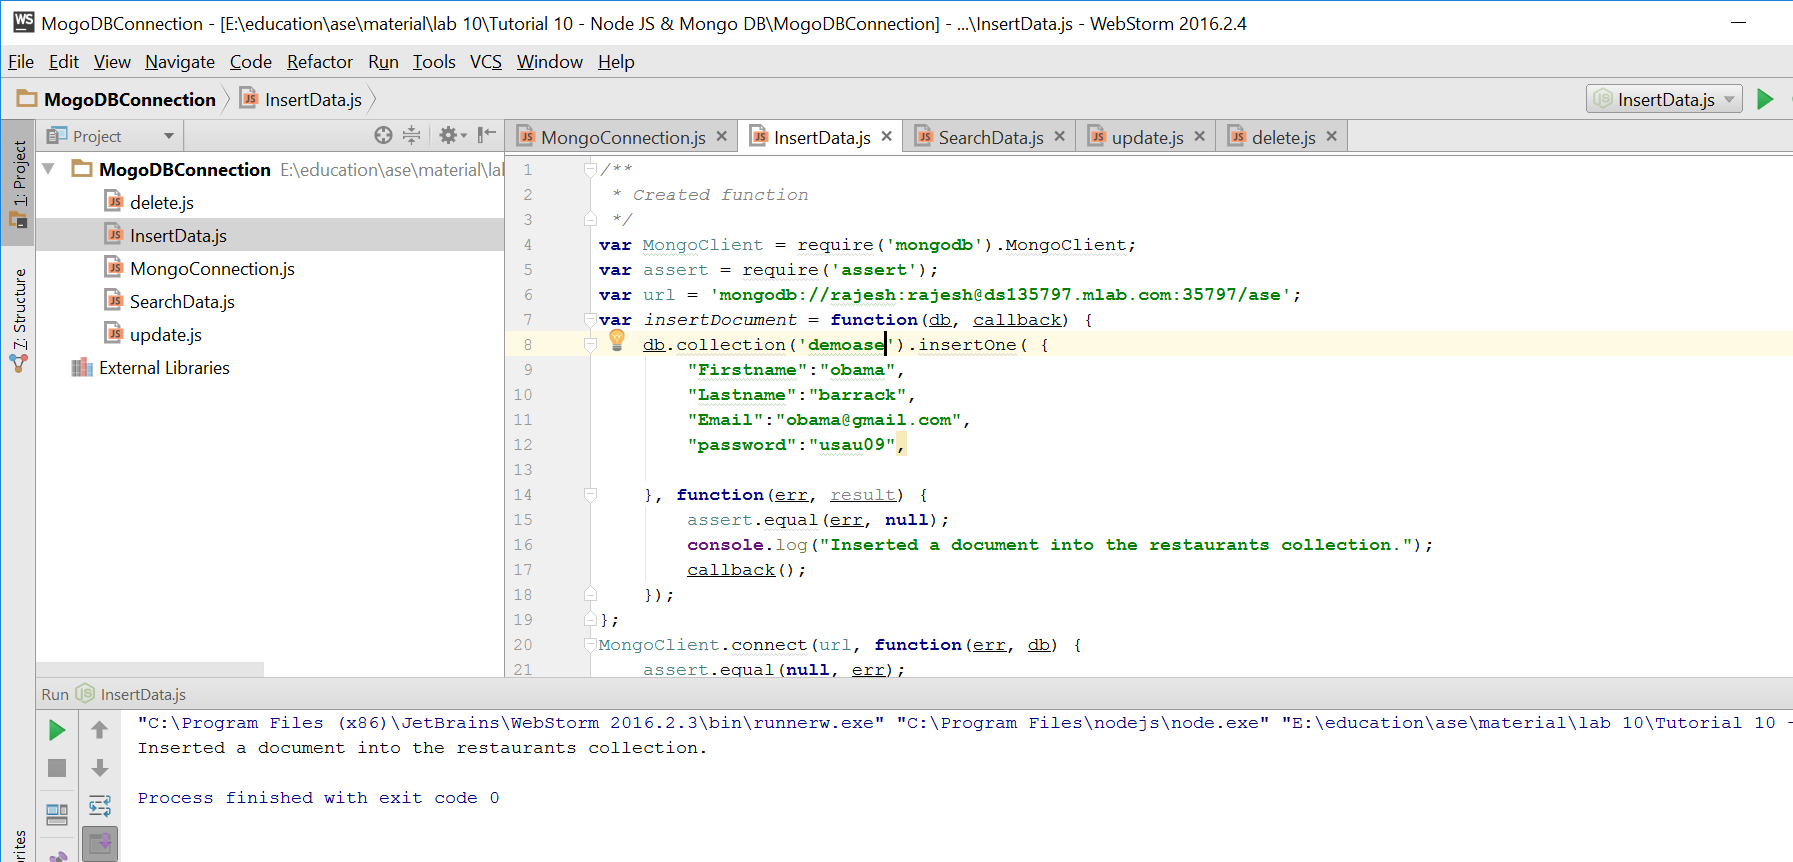 MogoDBConnection - [E:\education\ase\material\lab 10\Tutorial 10 - Node JS & Mongo DB\MogoDBConnection] - ...\InsertData.js - WebStorm 2016.2.4
File Edit View Navigate Code Refactor Run Tools VCS Window Help
MogoDBConnection InsertData.js InsertData.js
Project MongoConnection.js InsertData.js SearchData.js update.js delete.js
1: Project
7: Structure
MogoDBConnection E:\education\ase\material\la
delete.js
InsertData.js
MongoConnection.js
SearchData.js
update.js
External Libraries
1 /**
2 * Created function
3 */
4 var MongoClient = require('mongodb').MongoClient;
5 var assert = require('assert');
6 var url = 'mongodb://rajesh:rajesh@ds135797.mlab.com:35797/ase';
7 var insertDocument = function(db, callback) {
8 db.collection('demoase').insertOne( {
9 "Firstname":"obama",
10 "Lastname":"barrack",
11 "Email":"obama@gmail.com",
12 "password":"usau09",
13
14 }, function(err, result) {
15 assert.equal(err, null);
16 console.log("Inserted a document into the restaurants collection.");
17 callback();
18 });
19 };
20 MongoClient.connect(url, function(err, db) {
21 assert.equal(null, err);
Run InsertData.js
"C:\Program Files (x86)\JetBrains\WebStorm 2016.2.3\bin\runnerw.exe" "C:\Program Files\nodejs\node.exe" "E:\education\ase\material\lab 10\Tutorial 10 -
Inserted a document into the restaurants collection.
Process finished with exit code 0